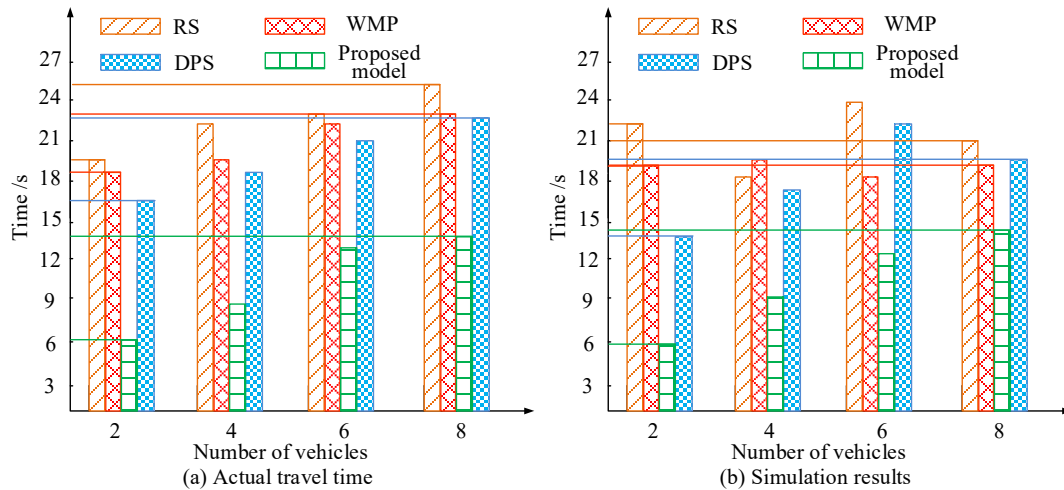 RS
WMP
DPS
Proposed
model
27
24
21
18
15
12
9
6
3
Time /s
2 4 6 8
Number of vehicles
(a) Actual travel time
RS
WMP
DPS
Proposed
model
27
24
21
18
15
12
9
6
3
Time /s
2 4 6 8
Number of vehicles
(b) Simulation results